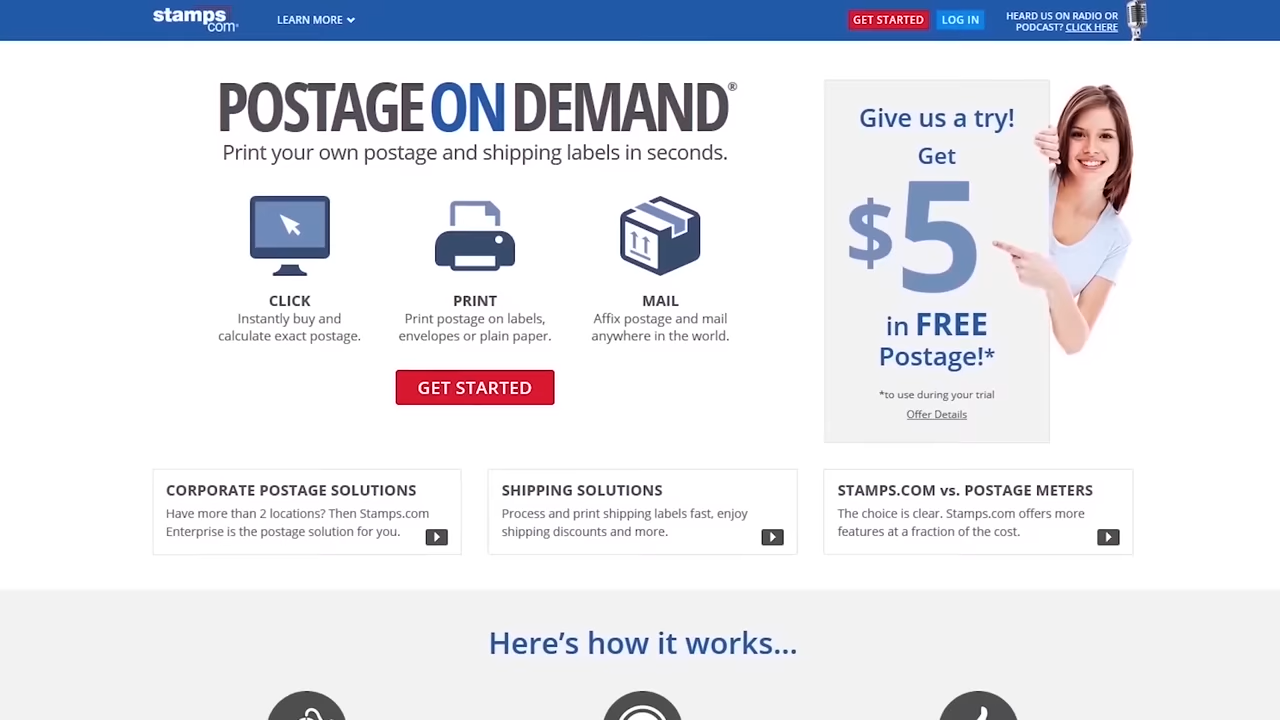 stamps
.com®
LEARN MORE
GET STARTED
LOG IN
HEARD US ON RADIO OR
PODCAST? CLICK HERE
POSTAGE ON DEMAND®
Print your own postage and shipping labels in seconds.
CLICK
Instantly buy and
calculate exact postage.
PRINT
Print postage on labels,
envelopes or plain paper.
MAIL
Affix postage and mail
anywhere in the world.
GET STARTED
Give us a try!
Get
$5
in FREE
Postage!*
*to use during your trial
Offer Details
CORPORATE POSTAGE SOLUTIONS
Have more than 2 locations? Then Stamps.com
Enterprise is the postage solution for you.
SHIPPING SOLUTIONS
Process and print shipping labels fast, enjoy
shipping discounts and more.
STAMPS.COM vs. POSTAGE METERS
The choice is clear. Stamps.com offers more
features at a fraction of the cost.
Here's how it works...